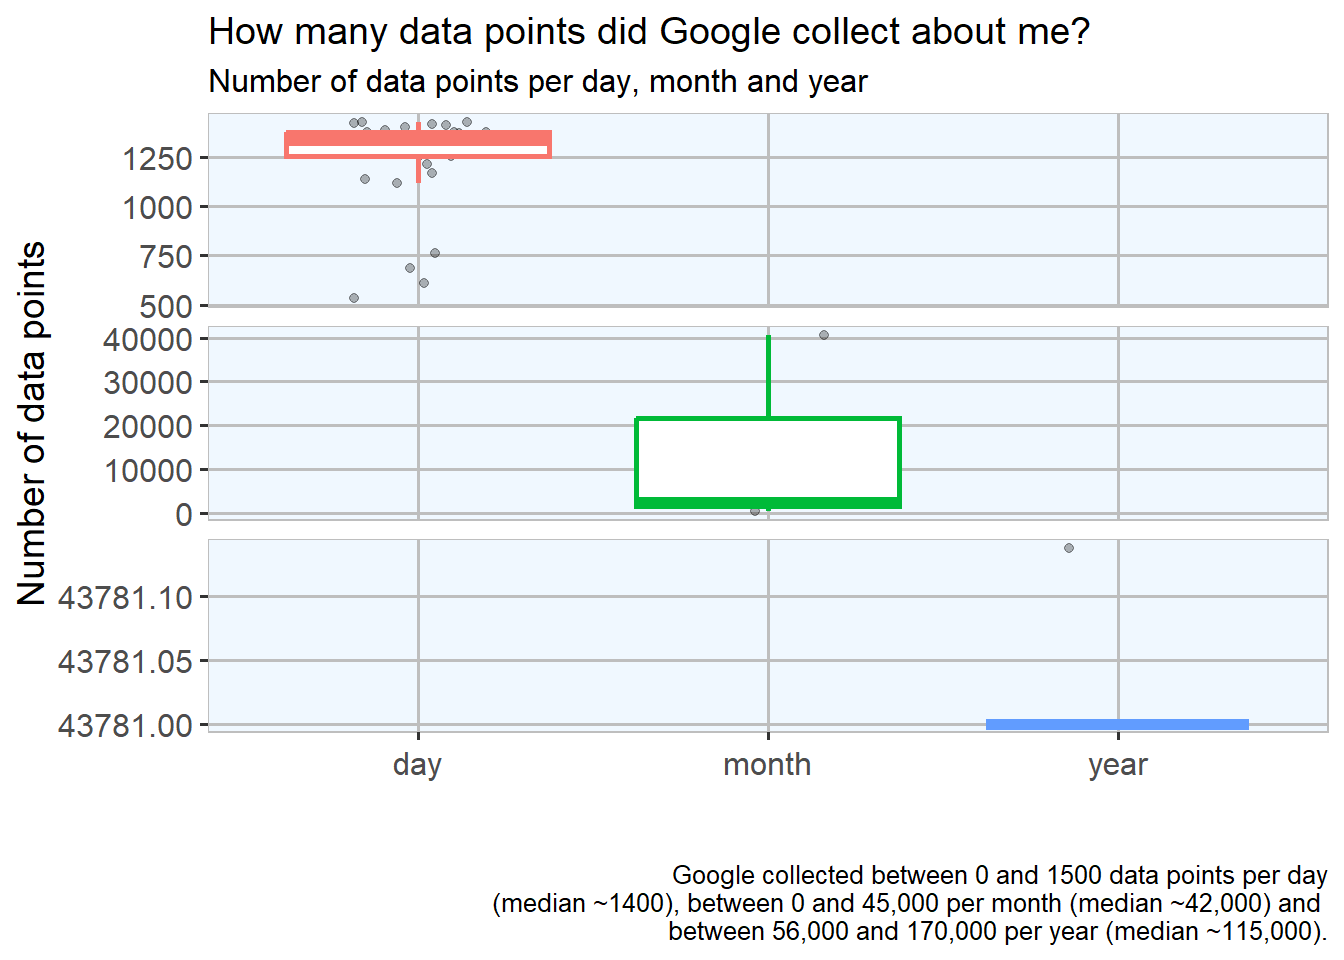 How many data points did Google collect about me?
Number of data points per day, month and year
Number of data points
1250
1000
750
500
40000
30000
20000
10000
0
43781.10
43781.05
43781.00
day month year
Google collected between 0 and 1500 data points per day
(median ~1400), between 0 and 45,000 per month (median ~42,000) and
between 56,000 and 170,000 per year (median ~115,000).